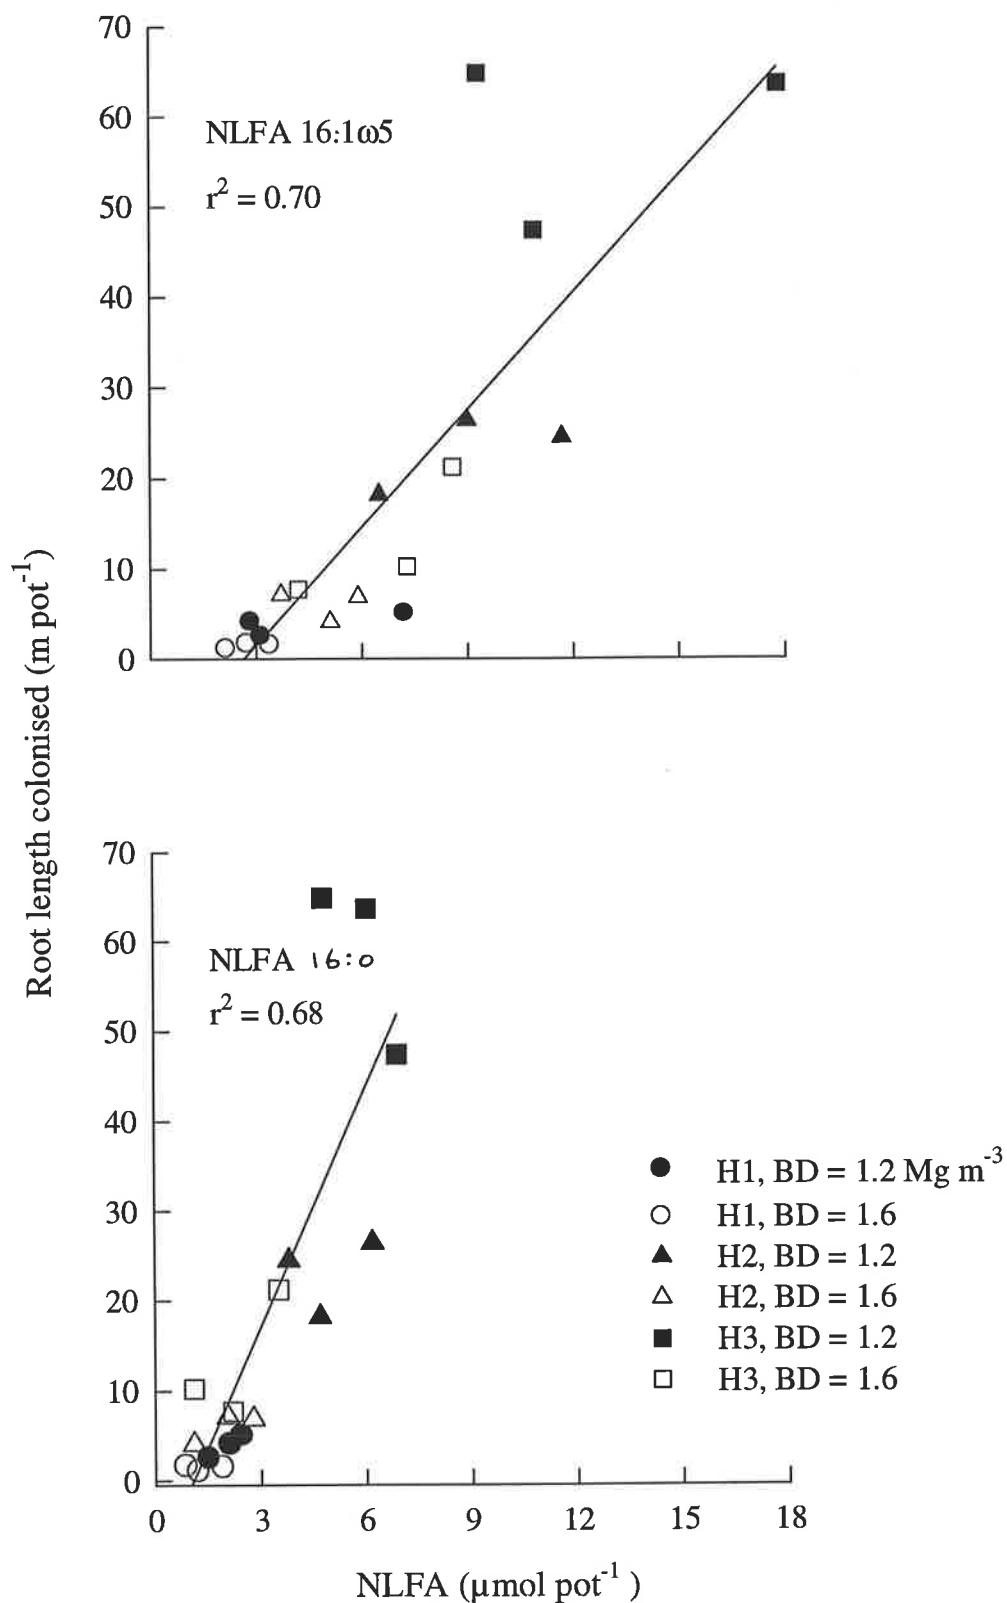 70
60
50
40
30
20
10
0
NLFA 16:1ω5
r² = 0.70
Root length colonised (m pot⁻¹)
70
60
50
40
30
20
10
0
NLFA 16:0
r² = 0.68
H1, BD = 1.2 Mg m⁻³
H1, BD = 1.6
H2, BD = 1.2
H2, BD = 1.6
H3, BD = 1.2
H3, BD = 1.6
0 3 6 9 12 15 18
NLFA (µmol pot⁻¹ )